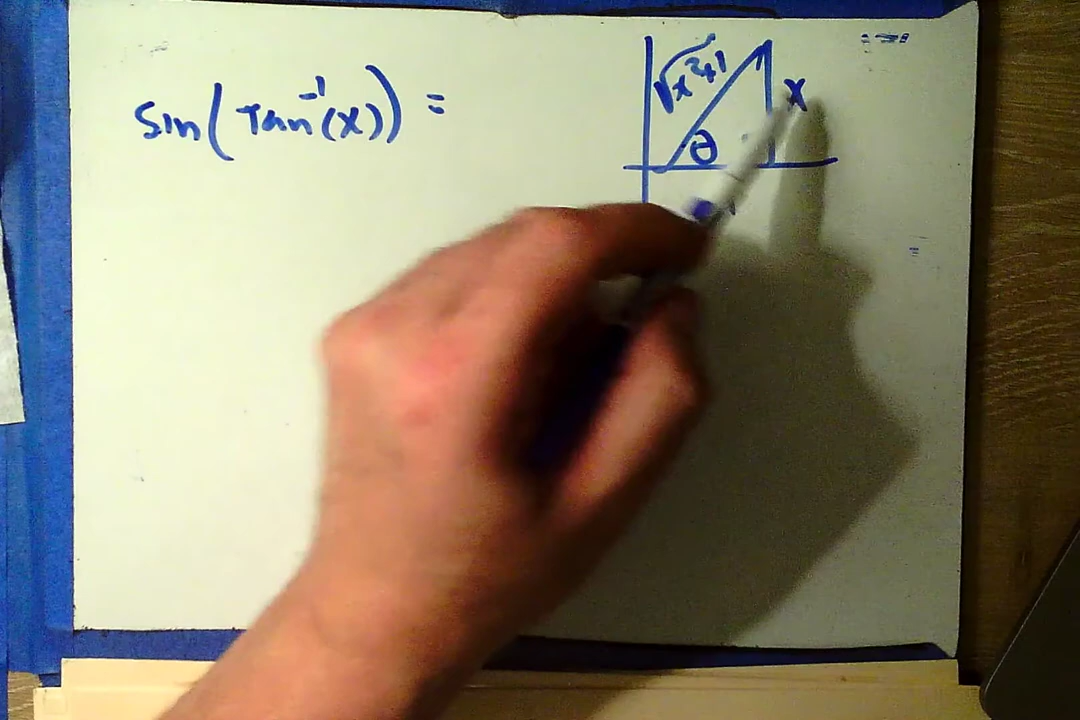 sin(Tan⁻¹(x)) =
√x²+1
x
θ